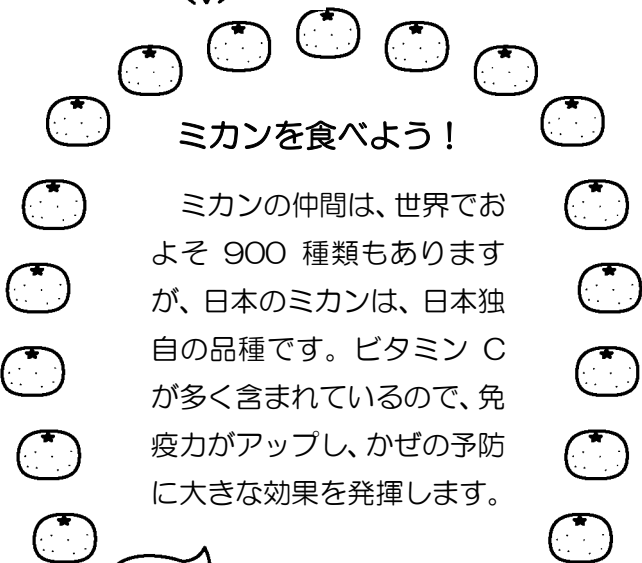 ミカンを食べよう！
　ミカンの仲間は、世界でお
よそ 900 種類もあります
が、日本のミカンは、日本独
自の品種です。ビタミン C
が多く含まれているので、免
疫力がアップし、かぜの予防
に大きな効果を発揮します。